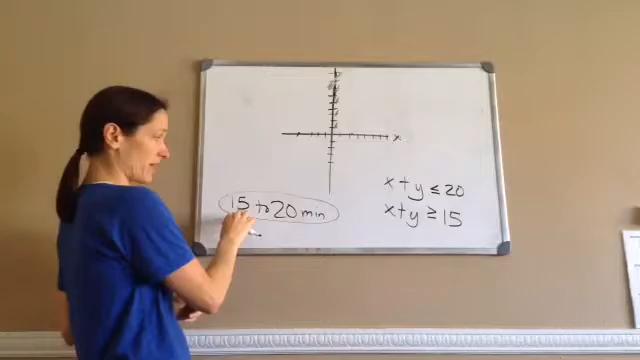 x
x+y ≤ 20
15 to 20 min
x+y ≥ 15